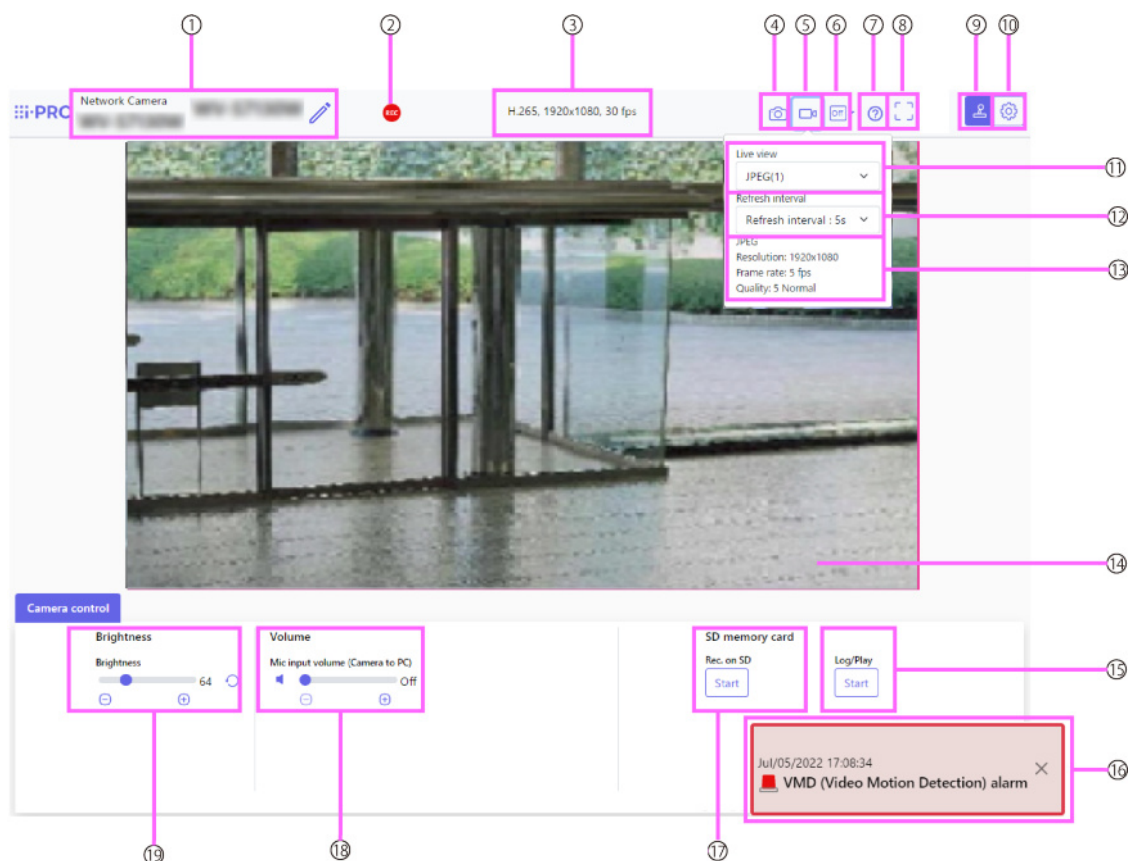 ①
②
③
④
⑤
⑥
⑦
⑧
⑨
⑩
i-PRO
Network Camera
REC
H.265, 1920x1080, 30 fps
Off
Live view
JPEG(1)
⑪
Refresh interval
Refresh interval : 5s
⑫
JPEG
Resolution: 1920x1080
Frame rate: 5 fps
Quality: 5 Normal
⑬
⑭
Camera control
Brightness
Brightness
64
Volume
Mic input volume (Camera to PC)
Off
SD memory card
Rec. on SD
Start
Log/Play
Start
⑮
Jul/05/2022 17:08:34
VMD (Video Motion Detection) alarm
⑯
⑲
⑱
⑰